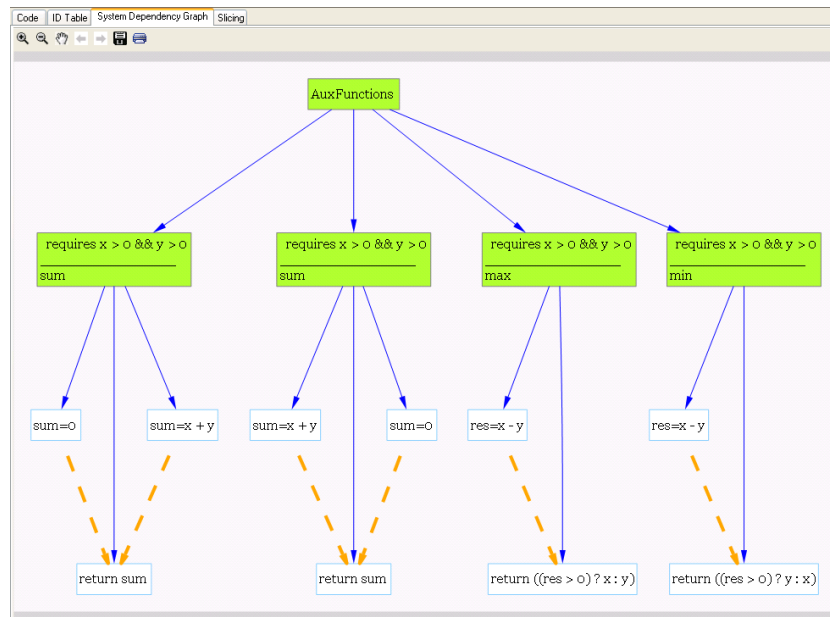 Code ID Table System Dependency Graph Slicing
AuxFunctions
requires x > 0 && y > 0
sum
requires x > 0 && y > 0
sum
requires x > 0 && y > 0
max
requires x > 0 && y > 0
min
sum=0
sum=x + y
sum=x + y
sum=0
res=x - y
res=x - y
return sum
return sum
return ((res > 0) ? x : y)
return ((res > 0) ? y : x)